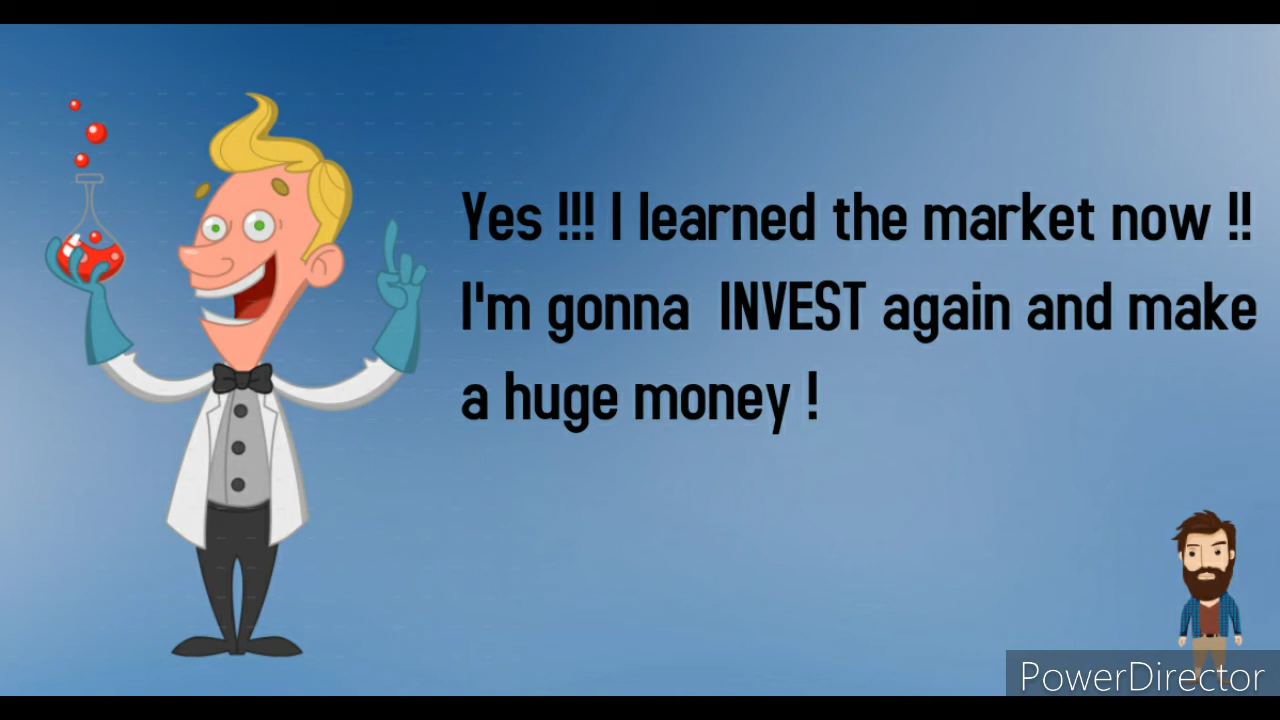 Yes !!! I learned the market now !!
I'm gonna  INVEST again and make
a huge money !
PowerDirector